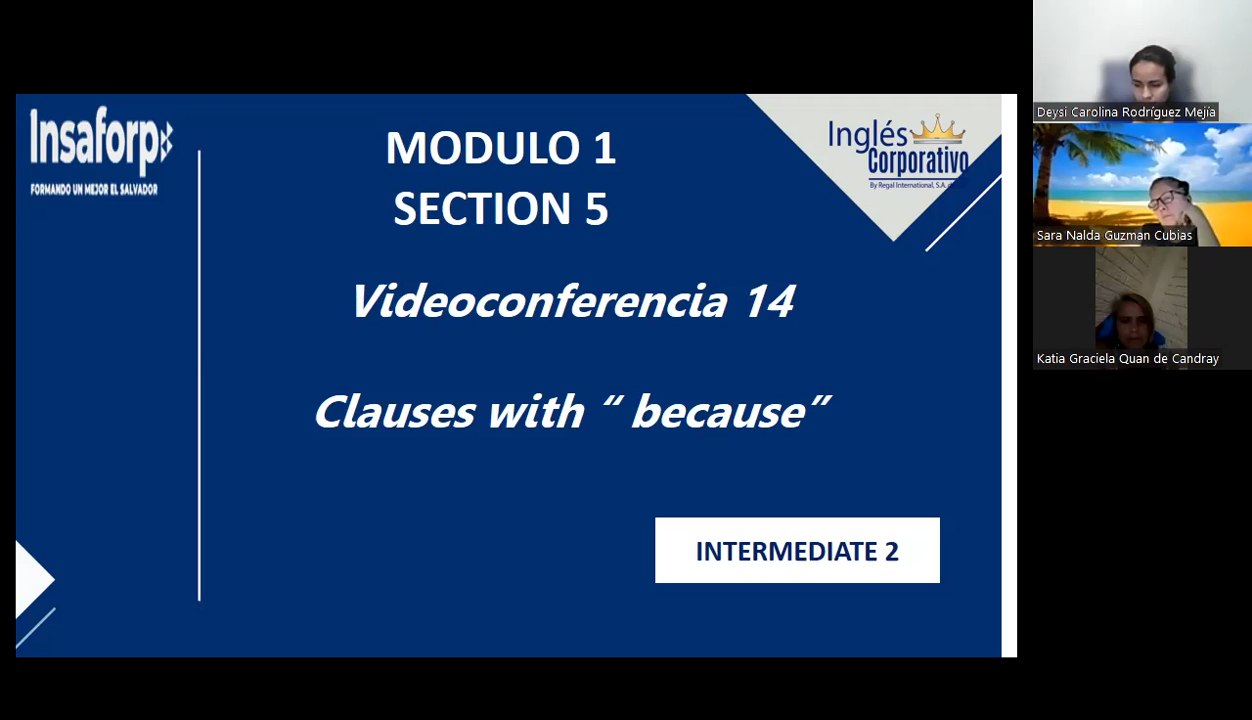 Insaforp
FORMANDO UN MEJOR EL SALVADOR
MODULO 1
SECTION 5
Inglés
Corporativo
By Regal International, S.A. d
Videoconferencia 14
Clauses with “ because”
INTERMEDIATE 2
Deysi Carolina Rodríguez Mejía
Sara Nalda Guzman Cubias
Katia Graciela Quan de Candray